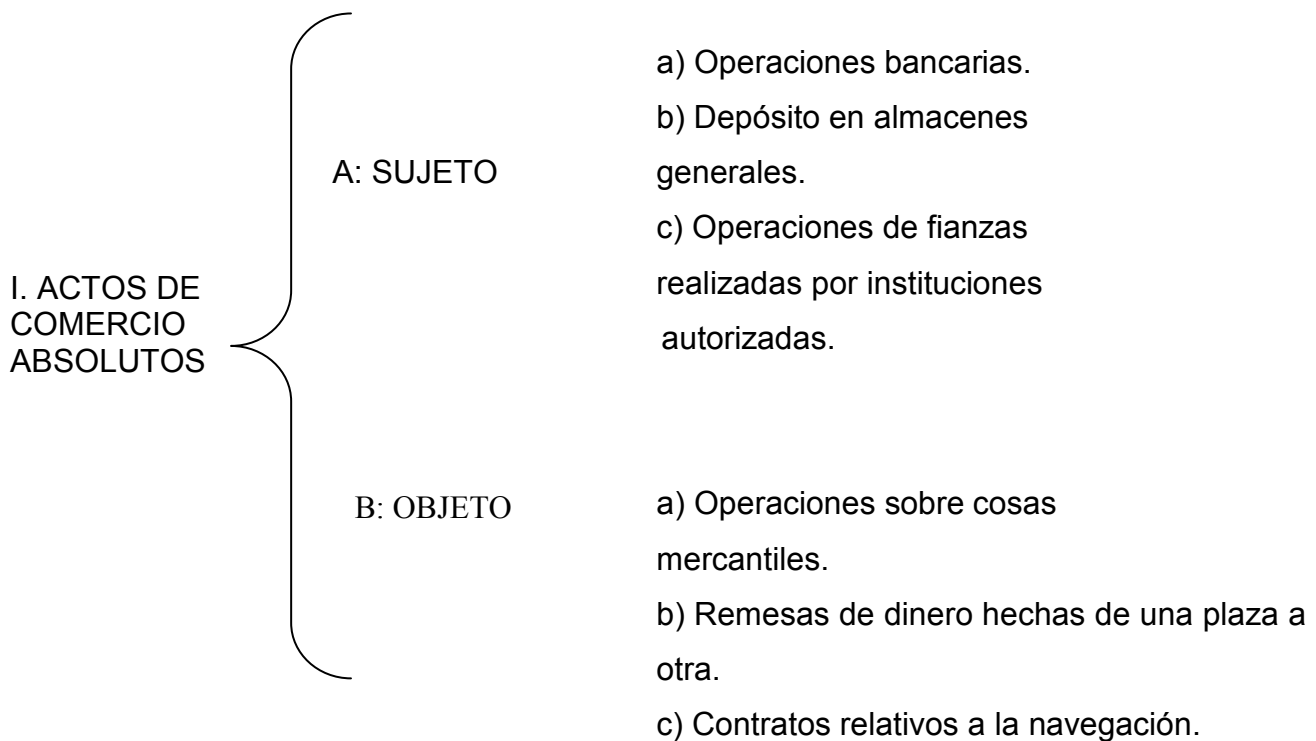 I. ACTOS DE
COMERCIO
ABSOLUTOS
A: SUJETO
a) Operaciones bancarias.
b) Depósito en almacenes
generales.
c) Operaciones de fianzas
realizadas por instituciones
autorizadas.
B: OBJETO
a) Operaciones sobre cosas
mercantiles.
b) Remesas de dinero hechas de una plaza a
otra.
c) Contratos relativos a la navegación.